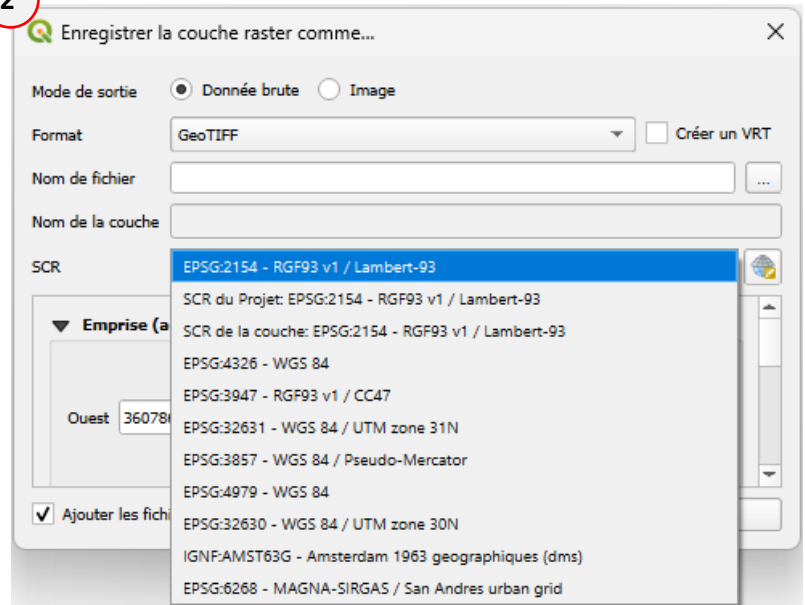 2
Enregistrer la couche raster comme...
Mode de sortie Donnée brute Image
Format GeoTIFF Créer un VRT
Nom de fichier ...
Nom de la couche
SCR EPSG:2154 - RGF93 v1 / Lambert-93
SCR du Projet: EPSG:2154 - RGF93 v1 / Lambert-93
Emprise (a
SCR de la couche: EPSG:2154 - RGF93 v1 / Lambert-93
EPSG:4326 - WGS 84
EPSG:3947 - RGF93 v1 / CC47
Ouest 36078
EPSG:32631 - WGS 84 / UTM zone 31N
EPSG:3857 - WGS 84 / Pseudo-Mercator
EPSG:4979 - WGS 84
Ajouter les fichi
EPSG:32630 - WGS 84 / UTM zone 30N
IGNF:AMST63G - Amsterdam 1963 geographiques (dms)
EPSG:6268 - MAGNA-SIRGAS / San Andres urban grid